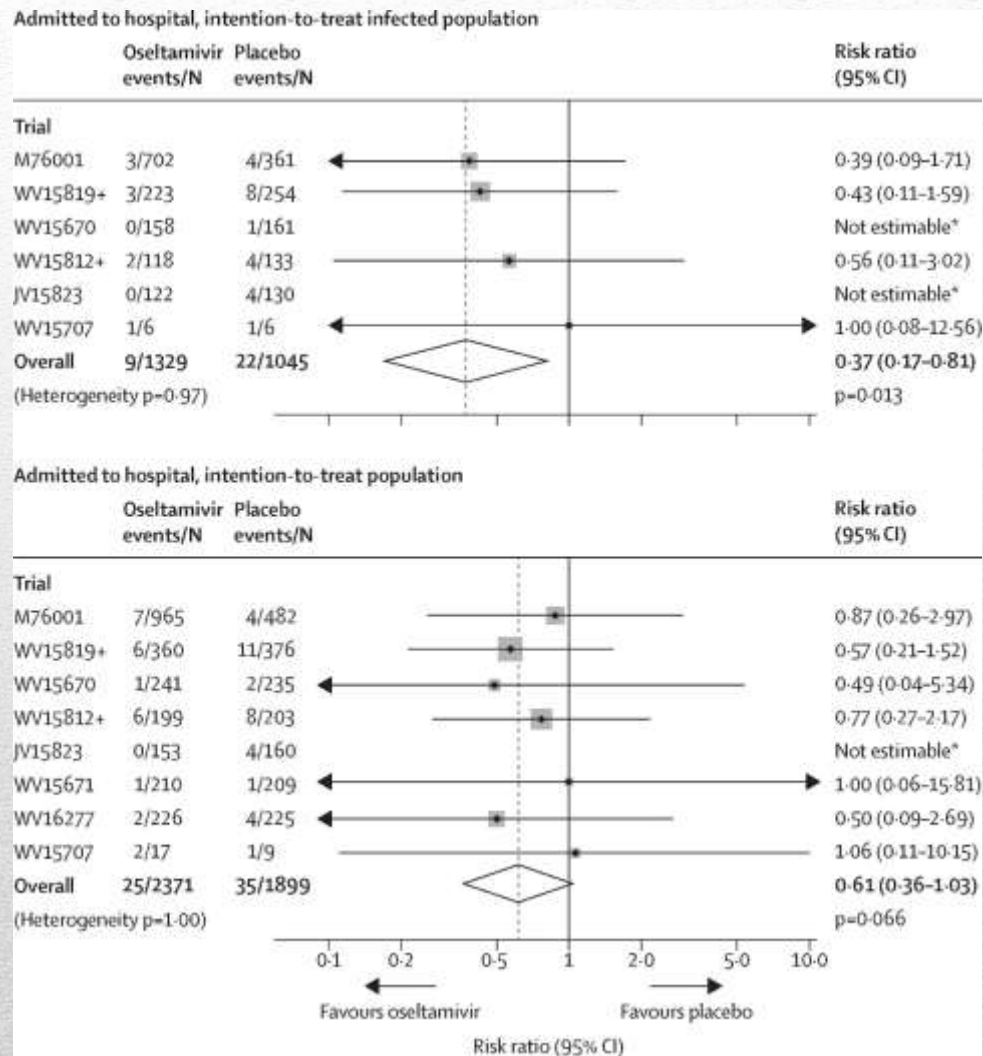 Admitted to hospital, intention-to-treat infected population
Oseltamivir Placebo Risk ratio
events/N events/N (95% CI)
Trial
M76001 3/702 4/361 0·39 (0·09–1·71)
WV15819+ 3/223 8/254 0·43 (0·11–1·59)
WV15670 0/158 1/161 Not estimable*
WV15812+ 2/118 4/133 0·56 (0·11–3·02)
JV15823 0/122 4/130 Not estimable*
WV15707 1/6 1/6 1·00 (0·08–12·56)
Overall 9/1329 22/1045 0·37 (0·17–0·81)
(Heterogeneity p=0·97) p=0·013
Admitted to hospital, intention-to-treat population
Oseltamivir Placebo Risk ratio
events/N events/N (95% CI)
Trial
M76001 7/965 4/482 0·87 (0·26–2·97)
WV15819+ 6/360 11/376 0·57 (0·21–1·52)
WV15670 1/241 2/235 0·49 (0·04–5·34)
WV15812+ 6/199 8/203 0·77 (0·27–2·17)
JV15823 0/153 4/160 Not estimable*
WV15671 1/210 1/209 1·00 (0·06–15·81)
WV16277 2/226 4/225 0·50 (0·09–2·69)
WV15707 2/17 1/9 1·06 (0·11–10·15)
Overall 25/2371 35/1899 0·61 (0·36–1·03)
(Heterogeneity p=1·00) p=0·066
0·1 0·2 0·5 1 2·0 5·0 10·0
Favours oseltamivir Favours placebo
Risk ratio (95% CI)